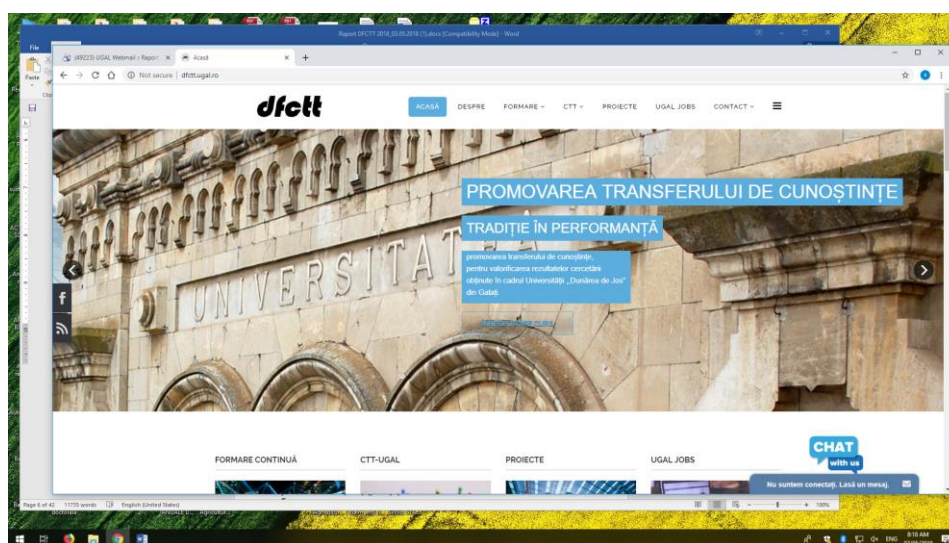 Raport DFCTT 2018_03.05.2018 (1).docx [Compatibility Mode] - Word
File
(49223) UGAL Webmail :: Raport
Acasă
Paste
Not secure | dfctt.ugal.ro
dfctt
ACASĂ DESPRE FORMARE CTT PROIECTE UGAL JOBS CONTACT
PROMOVAREA TRANSFERULUI DE CUNOȘTINȚE
TRADIȚIE ÎN PERFORMANȚĂ
promovarea transferului de cunoștințe,
pentru valorificarea rezultatelor cercetării
obținute în cadrul Universității „Dunărea de Jos"
din Galați.
UNIVERSITATEA
FORMARE CONTINUĂ CTT-UGAL PROIECTE UGAL JOBS
CHAT
with us
Nu suntem conectați. Lasă un mesaj.
Page 6 of 42 11735 words English (United States) 100%
ENG 8:18 AM